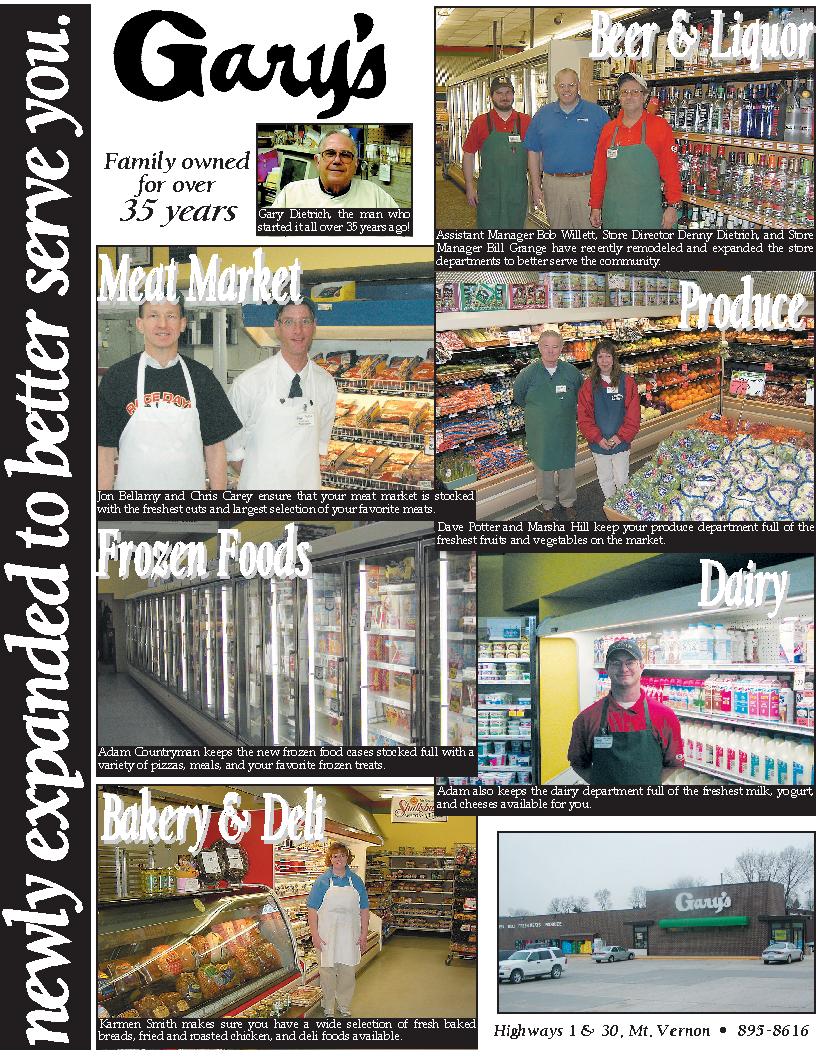 newly expanded to better serve you.
Gary's
Family owned
for over
35 years
Gary Dietrich, the man who
started it all over 35 years ago!
Beer & Liquor
Assistant Manager Bob Willett, Store Director Denny Dietrich, and Store
Manager Bill Grange have recently remodeled and expanded the store
departments to better serve the community.
Meat Market
RACE DAY
Jon Bellamy and Chris Carey ensure that your meat market is stocked
with the freshest cuts and largest selection of your favorite meats.
Produce
Dave Potter and Marsha Hill keep your produce department full of the
freshest fruits and vegetables on the market.
Frozen Foods
Adam Countryman keeps the new frozen food cases stocked full with a
variety of pizzas, meals, and your favorite frozen treats.
Dairy
Adam also keeps the dairy department full of the freshest milk, yogurt,
and cheeses available for you.
Bakery & Deli
Karmen Smith makes sure you have a wide selection of fresh baked
breads, fried and roasted chicken, and deli foods available.
Gary's
Highways 1 & 30, Mt. Vernon • 895-8616